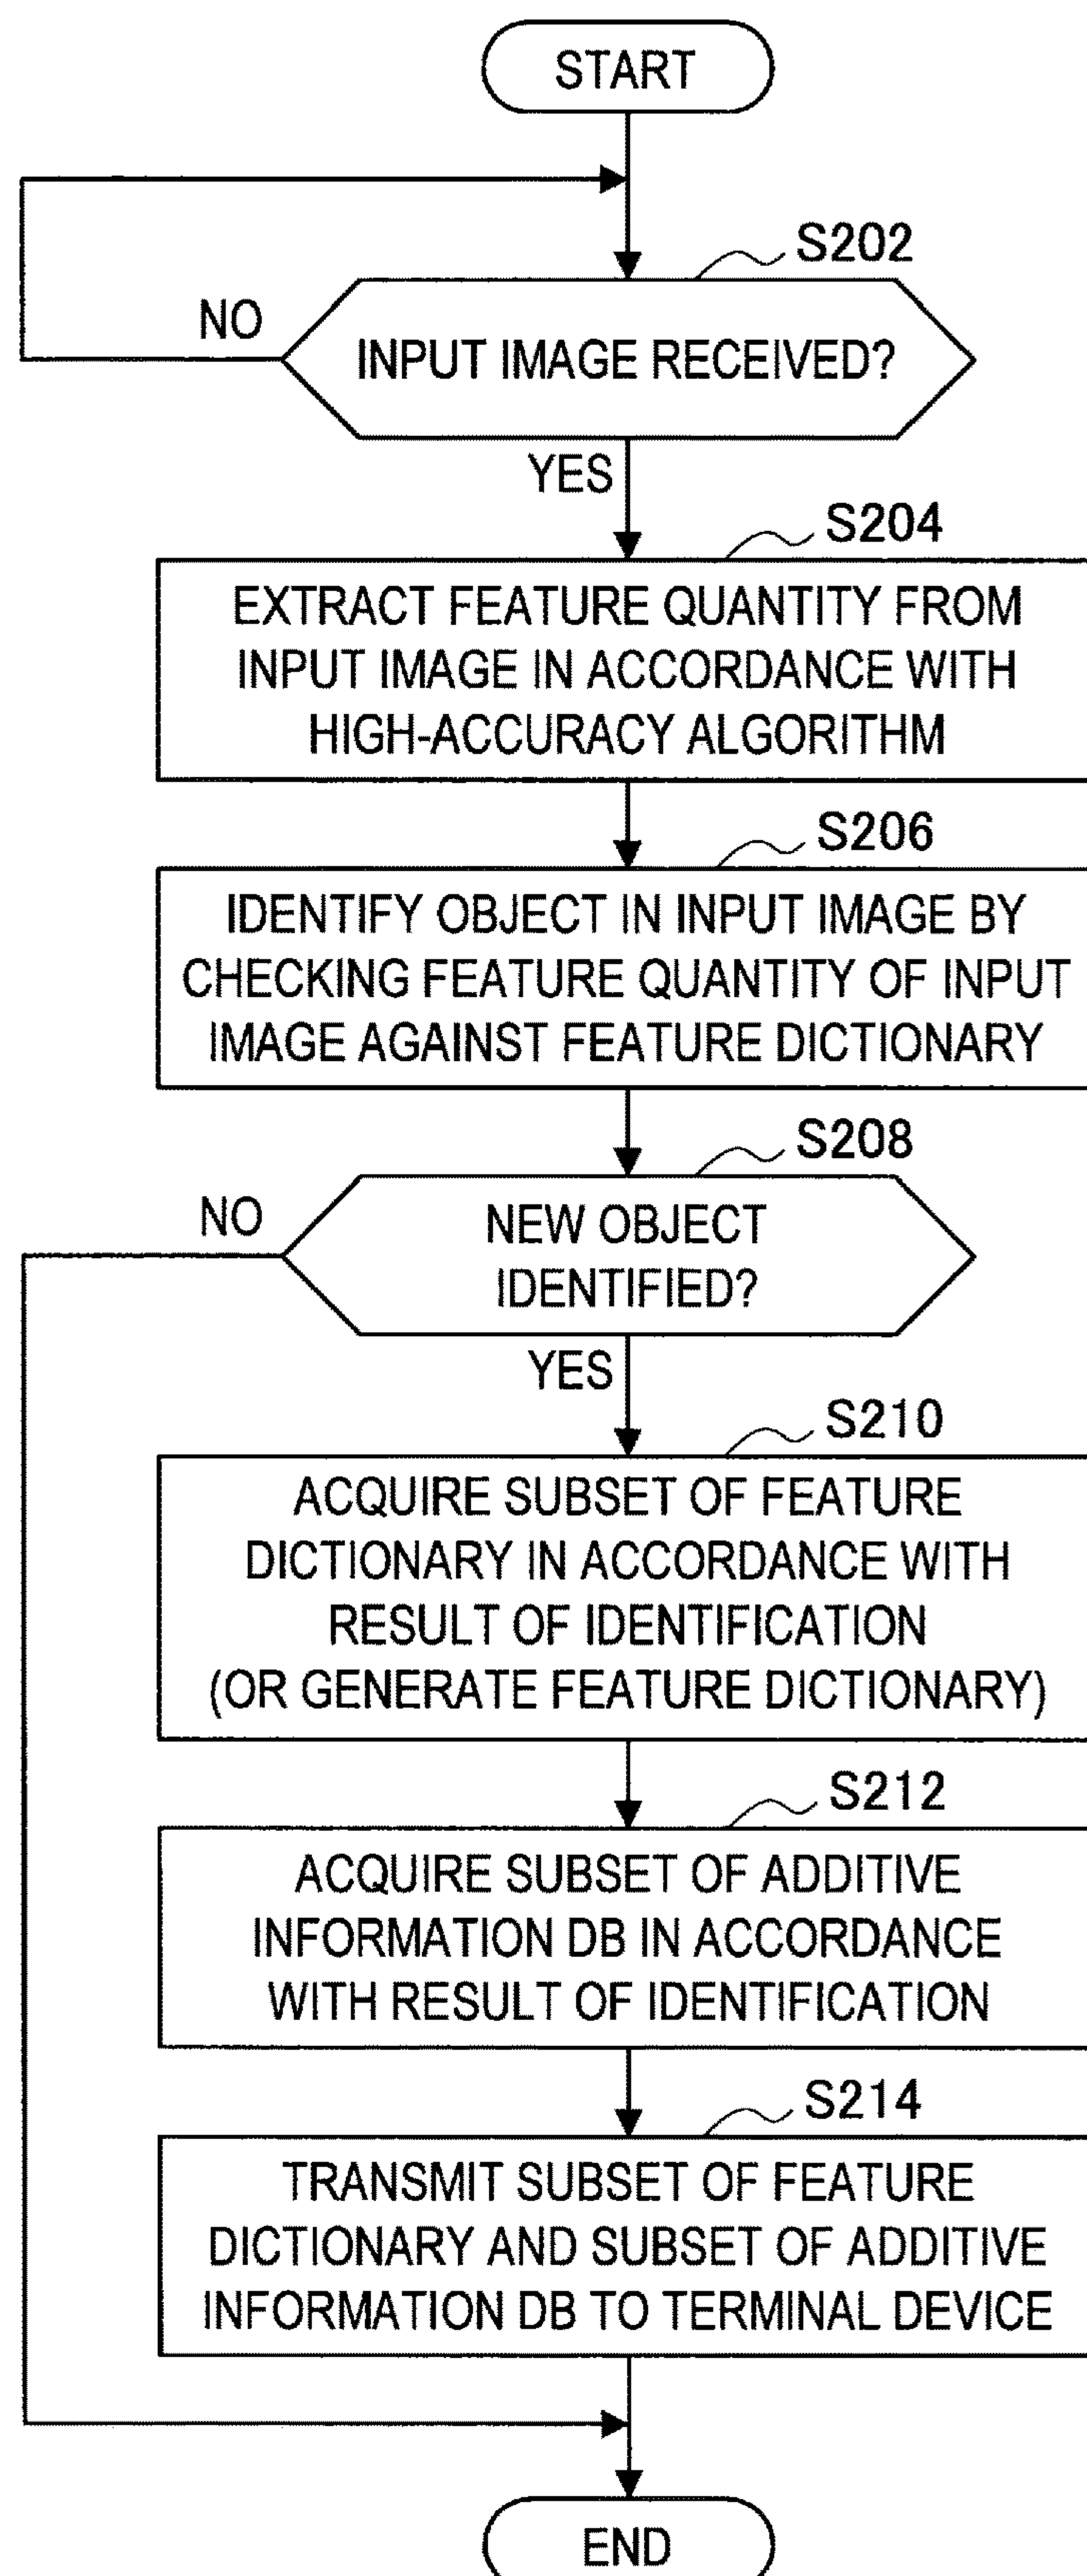 START
S202
NO
INPUT IMAGE RECEIVED?
YES
S204
EXTRACT FEATURE QUANTITY FROM
INPUT IMAGE IN ACCORDANCE WITH
HIGH-ACCURACY ALGORITHM
S206
IDENTIFY OBJECT IN INPUT IMAGE BY
CHECKING FEATURE QUANTITY OF INPUT
IMAGE AGAINST FEATURE DICTIONARY
S208
NO
NEW OBJECT
IDENTIFIED?
YES
S210
ACQUIRE SUBSET OF FEATURE
DICTIONARY IN ACCORDANCE WITH
RESULT OF IDENTIFICATION
(OR GENERATE FEATURE DICTIONARY)
S212
ACQUIRE SUBSET OF ADDITIVE
INFORMATION DB IN ACCORDANCE
WITH RESULT OF IDENTIFICATION
S214
TRANSMIT SUBSET OF FEATURE
DICTIONARY AND SUBSET OF ADDITIVE
INFORMATION DB TO TERMINAL DEVICE
END